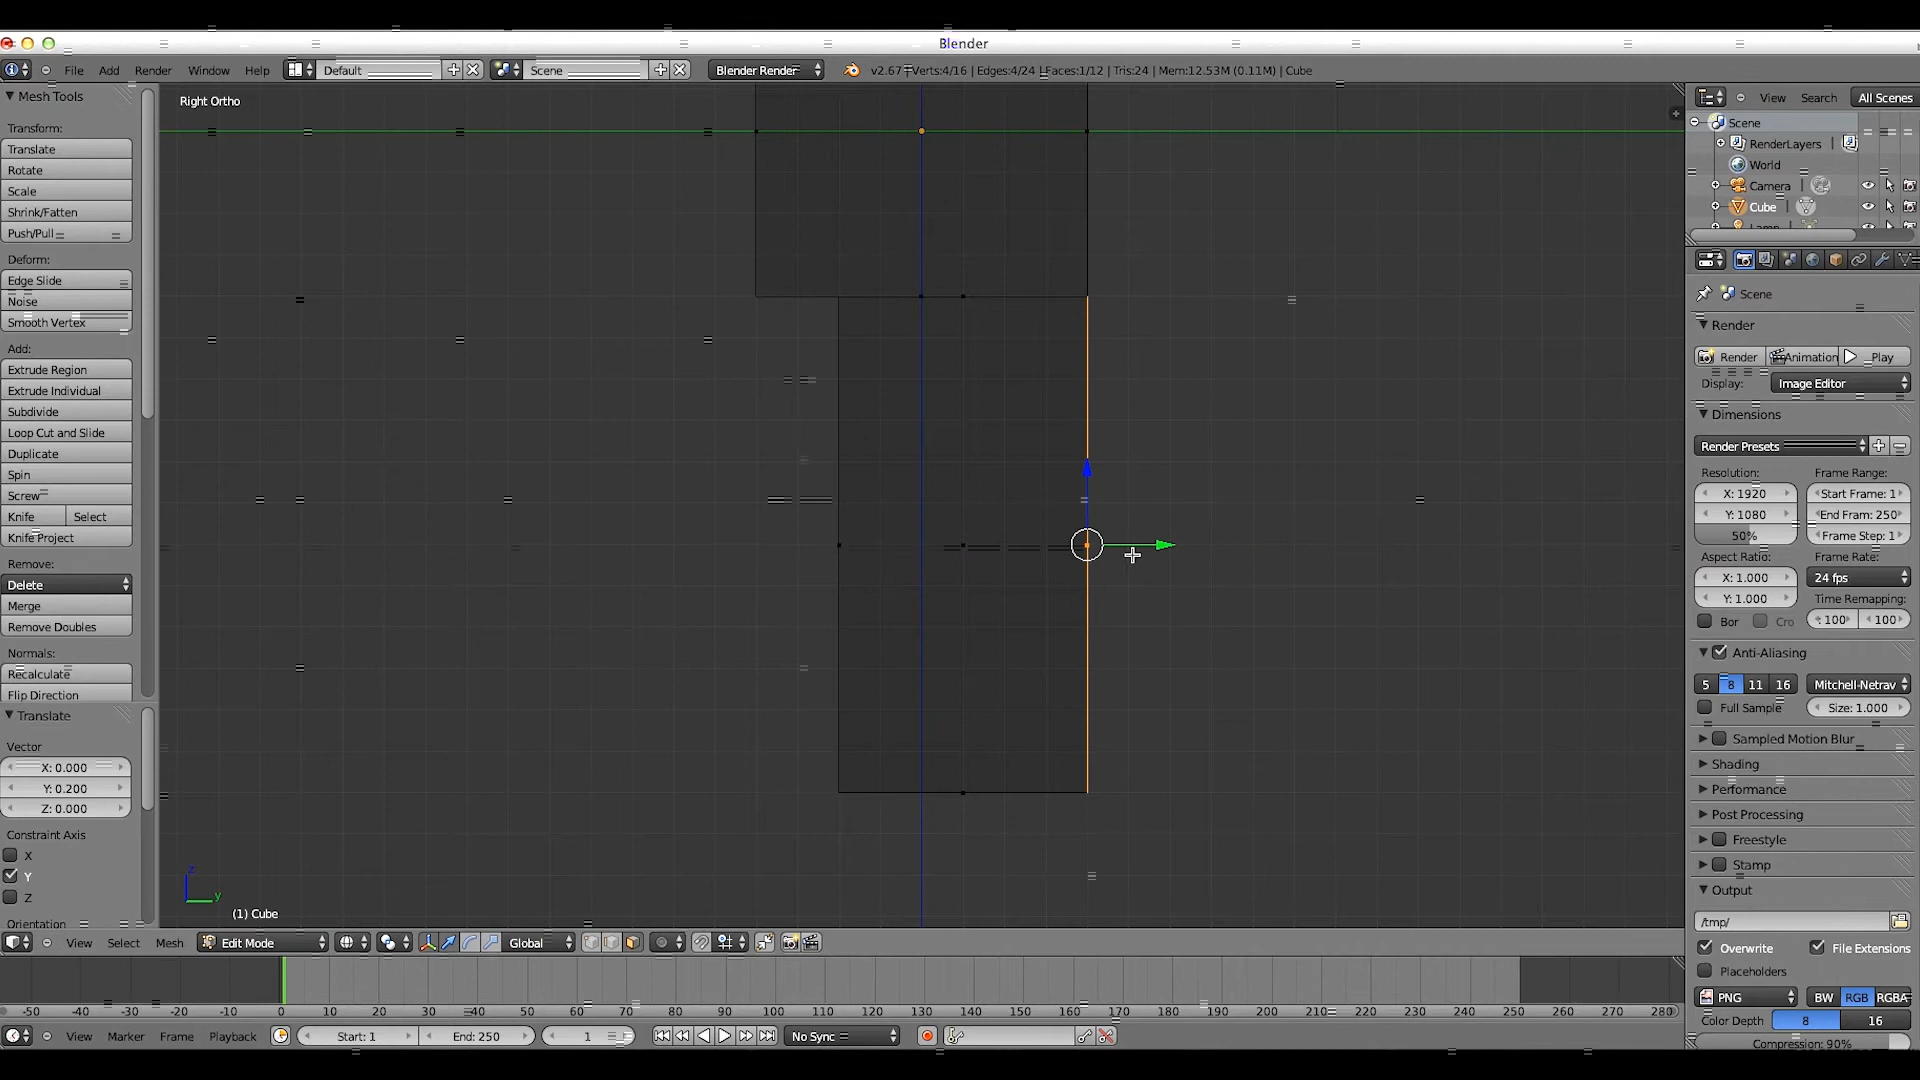 Blender
File Add Render Window Help Default Scene Blender Render v2.67 | Verts:4/16 | Edges:4/24 | Faces:1/12 | Tris:24 | Mem:12.53M (0.11M) | Cube
Mesh Tools
Transform:
Translate
Rotate
Scale
Shrink/Fatten
Push/Pull
Deform:
Edge Slide
Noise
Smooth Vertex
Add:
Extrude Region
Extrude Individual
Subdivide
Loop Cut and Slide
Duplicate
Spin
Screw
Knife Select
Knife Project
Remove:
Delete
Merge
Remove Doubles
Normals:
Recalculate
Flip Direction
Translate
Vector
X: 0.000
Y: 0.200
Z: 0.000
Constraint Axis
X
Y
Z
Orientation
Right Ortho
z
y
(1) Cube
View Select Mesh Edit Mode Global
-50 -40 -30 -20 -10 0 10 20 30 40 50 60 70 80 90 100 110 120 130 140 150 160 170 180 190 200 210 220 230 240 250 260 270 280
View Marker Frame Playback Start: 1 End: 250 1 No Sync
View Search All Scenes
Scene
RenderLayers
World
Camera
Cube
Lamp
Scene
Render
Render Animation Play
Display: Image Editor
Dimensions
Render Presets
Resolution: Frame Range:
X: 1920 Start Frame: 1
Y: 1080 End Fram: 250
50% Frame Step: 1
Aspect Ratio: Frame Rate:
X: 1.000 24 fps
Y: 1.000 Time Remapping:
Bor Cro : 100 100
Anti-Aliasing
5 8 11 16 Mitchell-Netrav
Full Sample Size: 1.000
Sampled Motion Blur
Shading
Performance
Post Processing
Freestyle
Stamp
Output
/tmp/
Overwrite File Extensions
Placeholders
PNG BW RGB RGBA
Color Depth 8 16
Compression: 90%